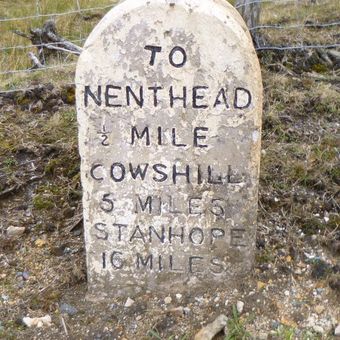 TO
NENTHEAD
½ MILE
COWSHILL
5 MILES
STANHOPE
16 MILES